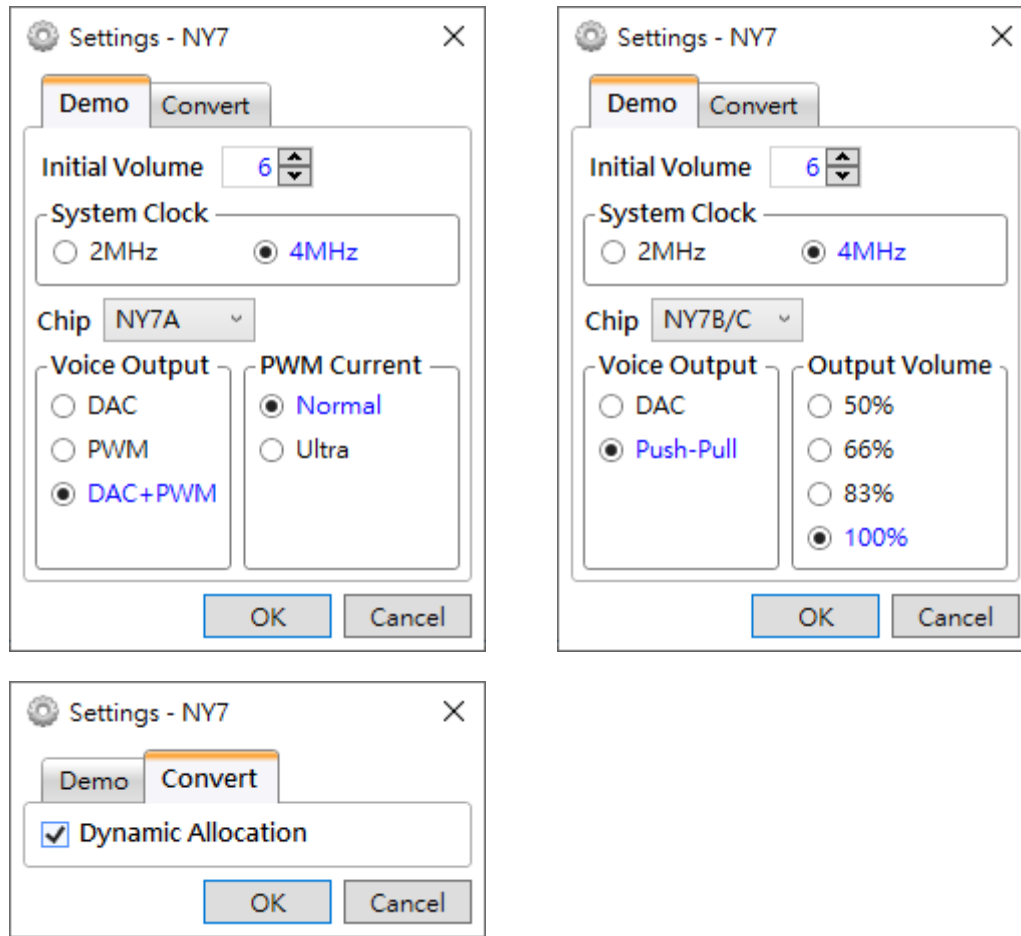 Settings - NY7
Demo Convert
Initial Volume 6
System Clock
2MHz 4MHz
Chip NY7A
Voice Output PWM Current
DAC Normal
PWM Ultra
DAC+PWM
OK Cancel
Settings - NY7
Demo Convert
Initial Volume 6
System Clock
2MHz 4MHz
Chip NY7B/C
Voice Output Output Volume
DAC 50%
Push-Pull 66%
83%
100%
OK Cancel
Settings - NY7
Demo Convert
Dynamic Allocation
OK Cancel